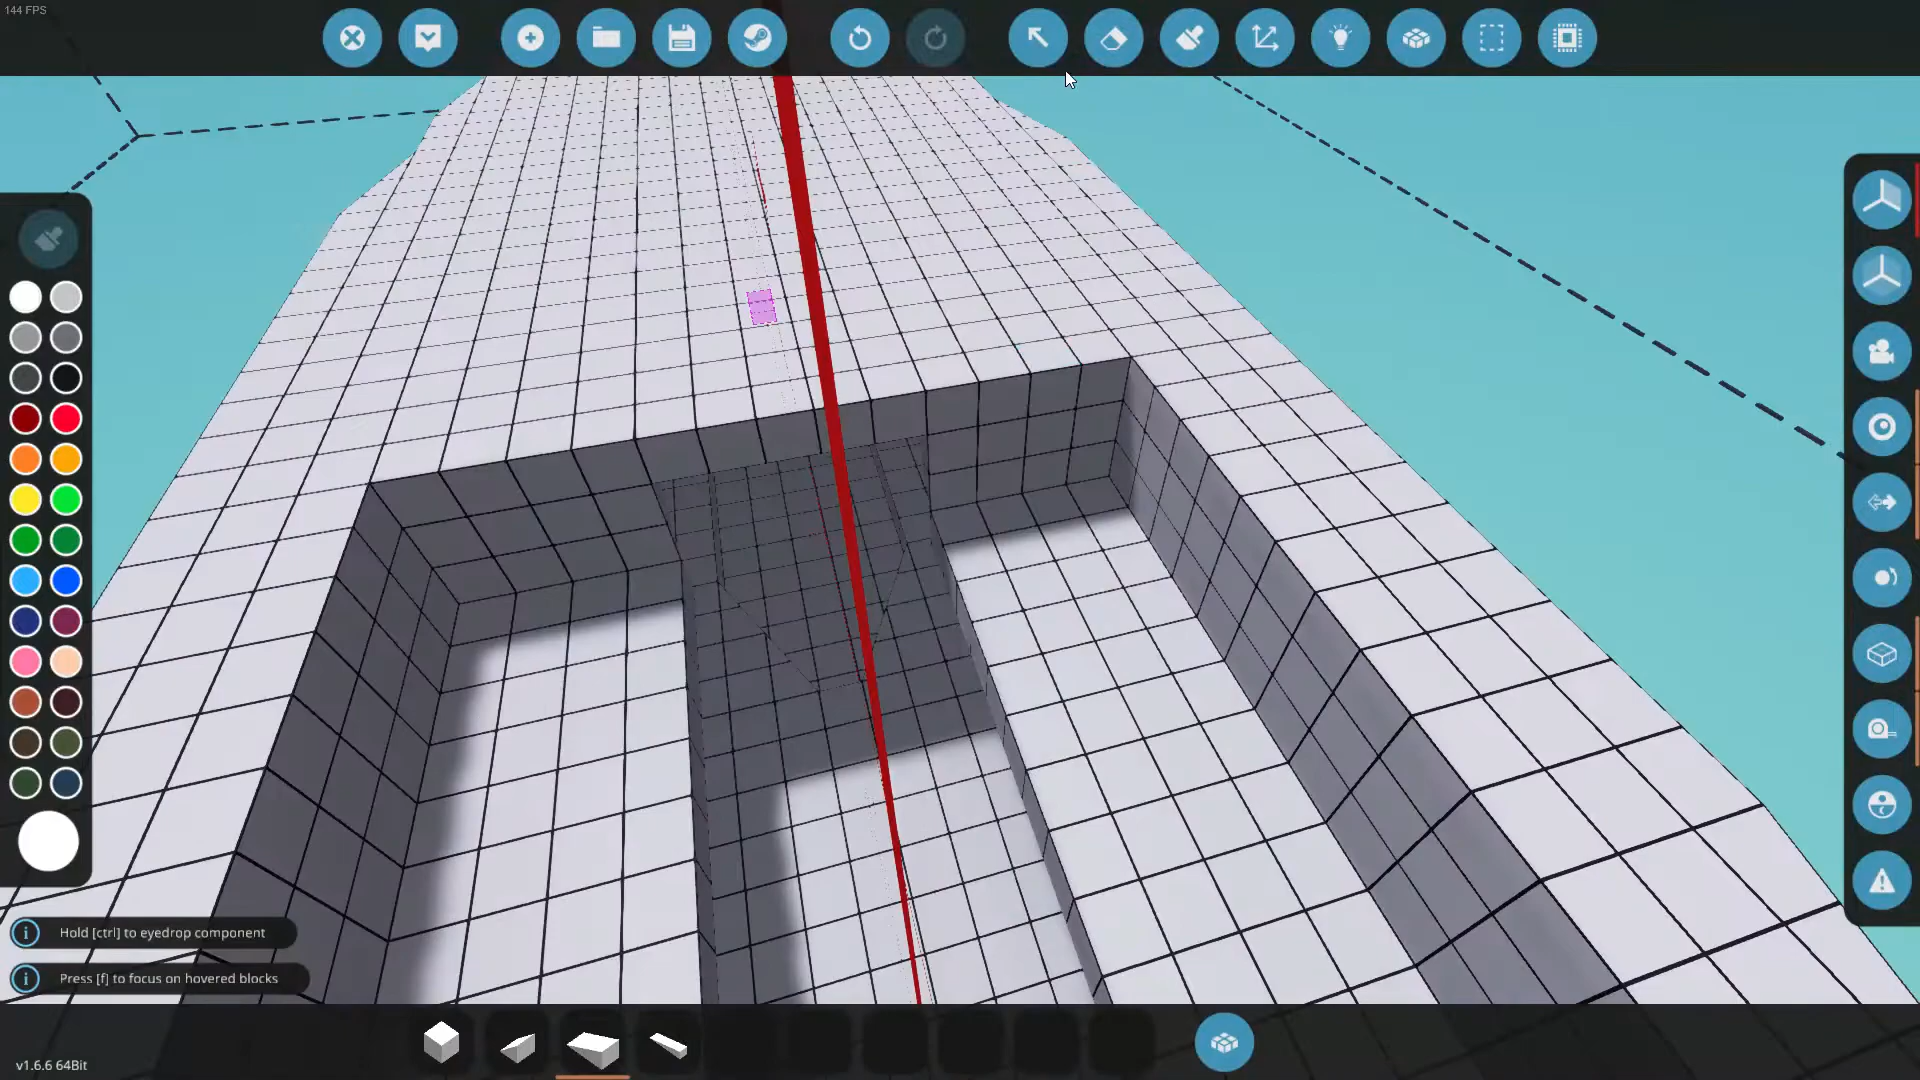 144 FPS
Hold [ctrl] to eyedrop component
Press [f] to focus on hovered blocks
v1.6.6 64Bit